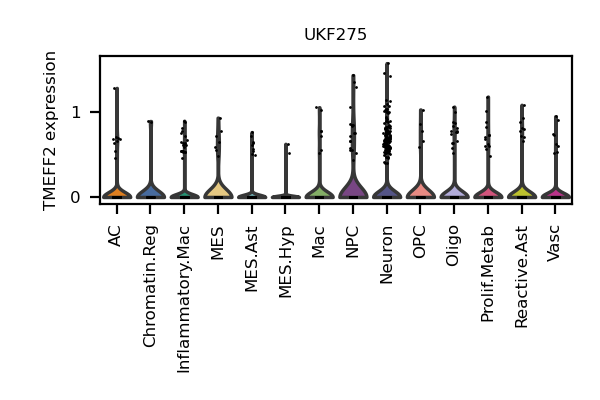 UKF275
TMEFF2 expression
1
0
AC
Chromatin.Reg
Inflammatory.Mac
MES
MES.Ast
MES.Hyp
Mac
NPC
Neuron
OPC
Oligo
Prolif.Metab
Reactive.Ast
Vasc